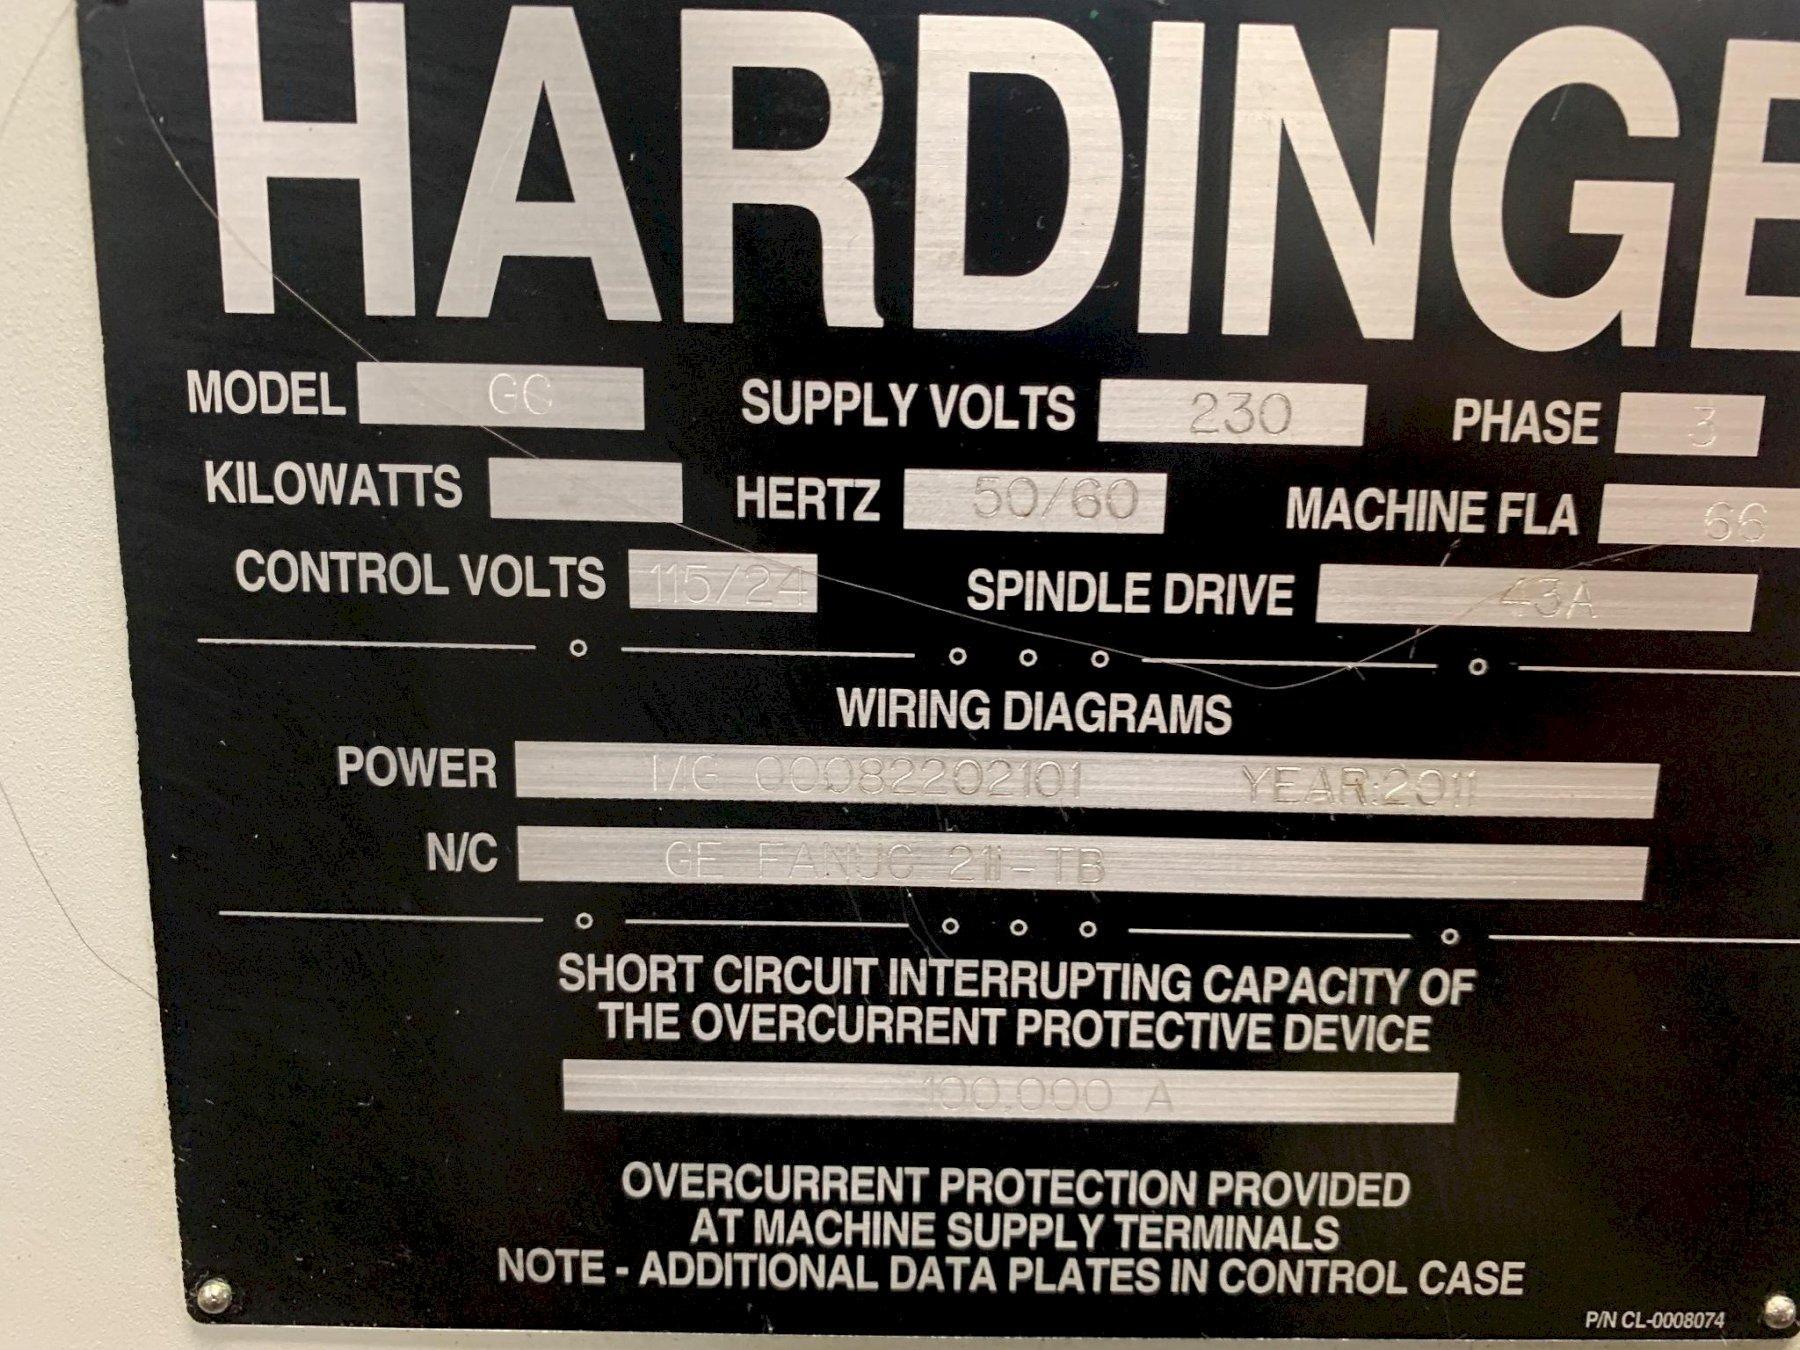 HARDINGE
MODEL GC SUPPLY VOLTS 230 PHASE 3
KILOWATTS HERTZ 50/60 MACHINE FLA 66
CONTROL VOLTS 115/24 SPINDLE DRIVE 43A
WIRING DIAGRAMS
POWER MG 00082202101 YEAR:2011
N/C GE FANUC 21i-TB
SHORT CIRCUIT INTERRUPTING CAPACITY OF
THE OVERCURRENT PROTECTIVE DEVICE
100,000 A
OVERCURRENT PROTECTION PROVIDED
AT MACHINE SUPPLY TERMINALS
NOTE - ADDITIONAL DATA PLATES IN CONTROL CASE
P/N CL-0008074